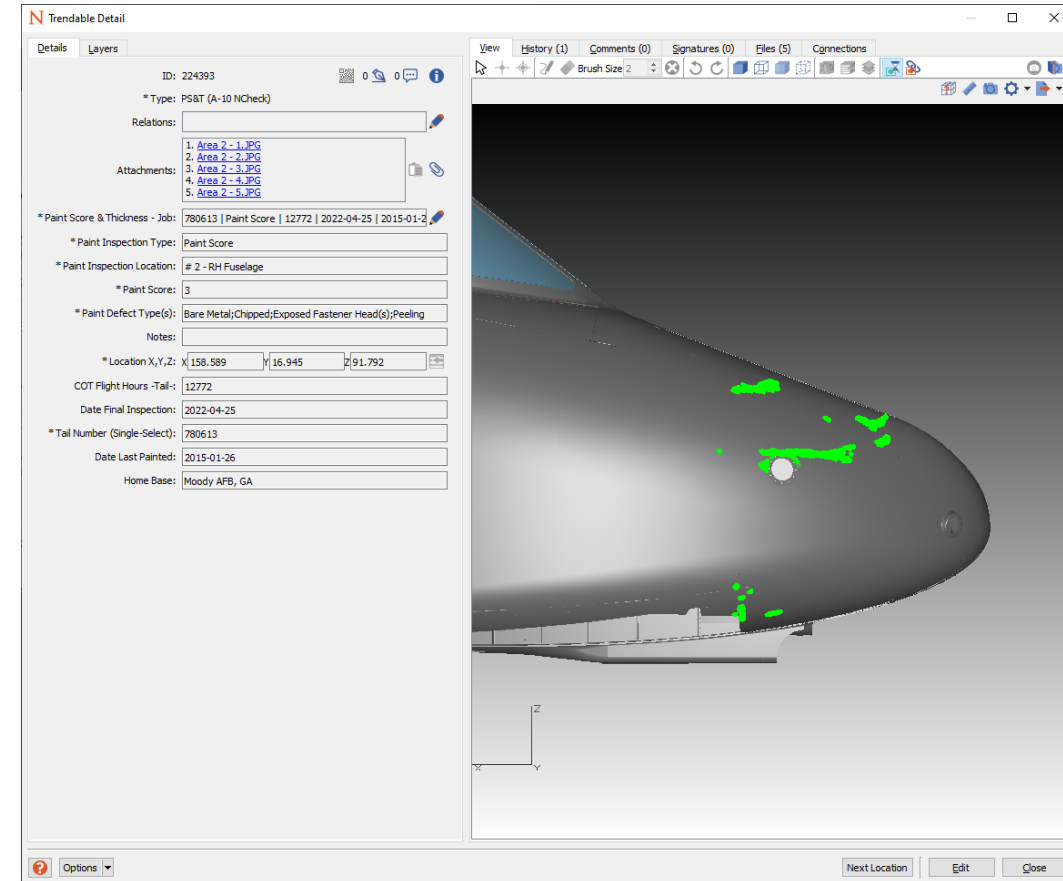 Trendable Detail
Details Layers
ID: 224393 0 0
* Type: PS&T (A-10 NCheck)
Relations:
Attachments:
1. Area 2 - 1.JPG
2. Area 2 - 2.JPG
3. Area 2 - 3.JPG
4. Area 2 - 4.JPG
5. Area 2 - 5.JPG
* Paint Score & Thickness - Job: 780613 | Paint Score | 12772 | 2022-04-25 | 2015-01-2
* Paint Inspection Type: Paint Score
* Paint Inspection Location: # 2 - RH Fuselage
* Paint Score: 3
* Paint Defect Type(s): Bare Metal;Chipped;Exposed Fastener Head(s);Peeling
Notes:
* Location X,Y,Z: X 158.589 Y 16.945 Z 91.792
COT Flight Hours -Tail-: 12772
Date Final Inspection: 2022-04-25
* Tail Number (Single-Select): 780613
Date Last Painted: 2015-01-26
Home Base: Moody AFB, GA
View History (1) Comments (0) Signatures (0) Files (5) Connections
Brush Size 2
Z
X Y
Options
Next Location Edit Close